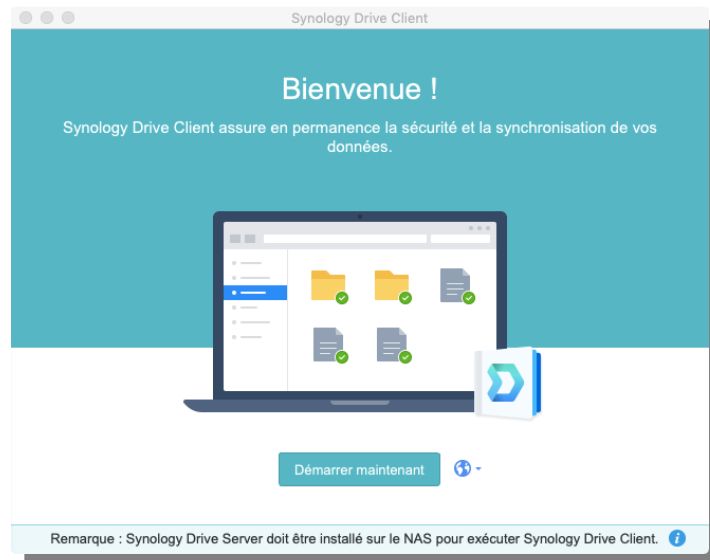 Synology Drive Client
Bienvenue !
Synology Drive Client assure en permanence la sécurité et la synchronisation de vos
données.
Démarrer maintenant
Remarque : Synology Drive Server doit être installé sur le NAS pour exécuter Synology Drive Client.